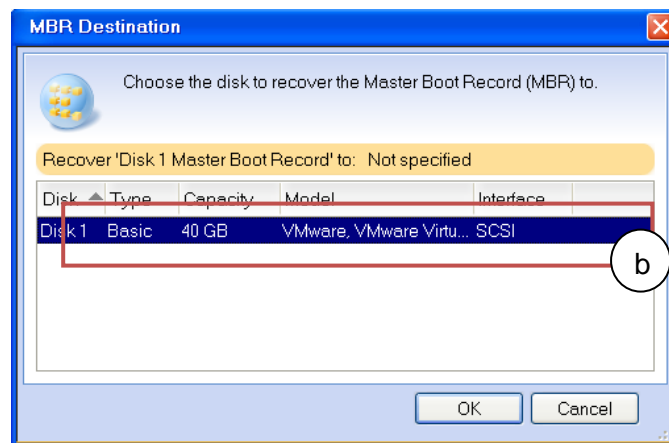 MBR Destination
Choose the disk to recover the Master Boot Record (MBR) to.
Recover 'Disk 1 Master Boot Record' to: Not specified
Disk Type Capacity Model Interface
Disk 1 Basic 40 GB VMware, VMware Virtu... SCSI
b
OK Cancel